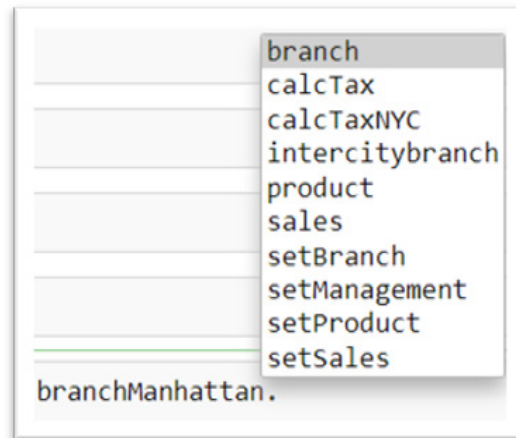 branch
calcTax
calcTaxNYC
intercitybranch
product
sales
setBranch
setManagement
setProduct
setSales
branchManhattan.